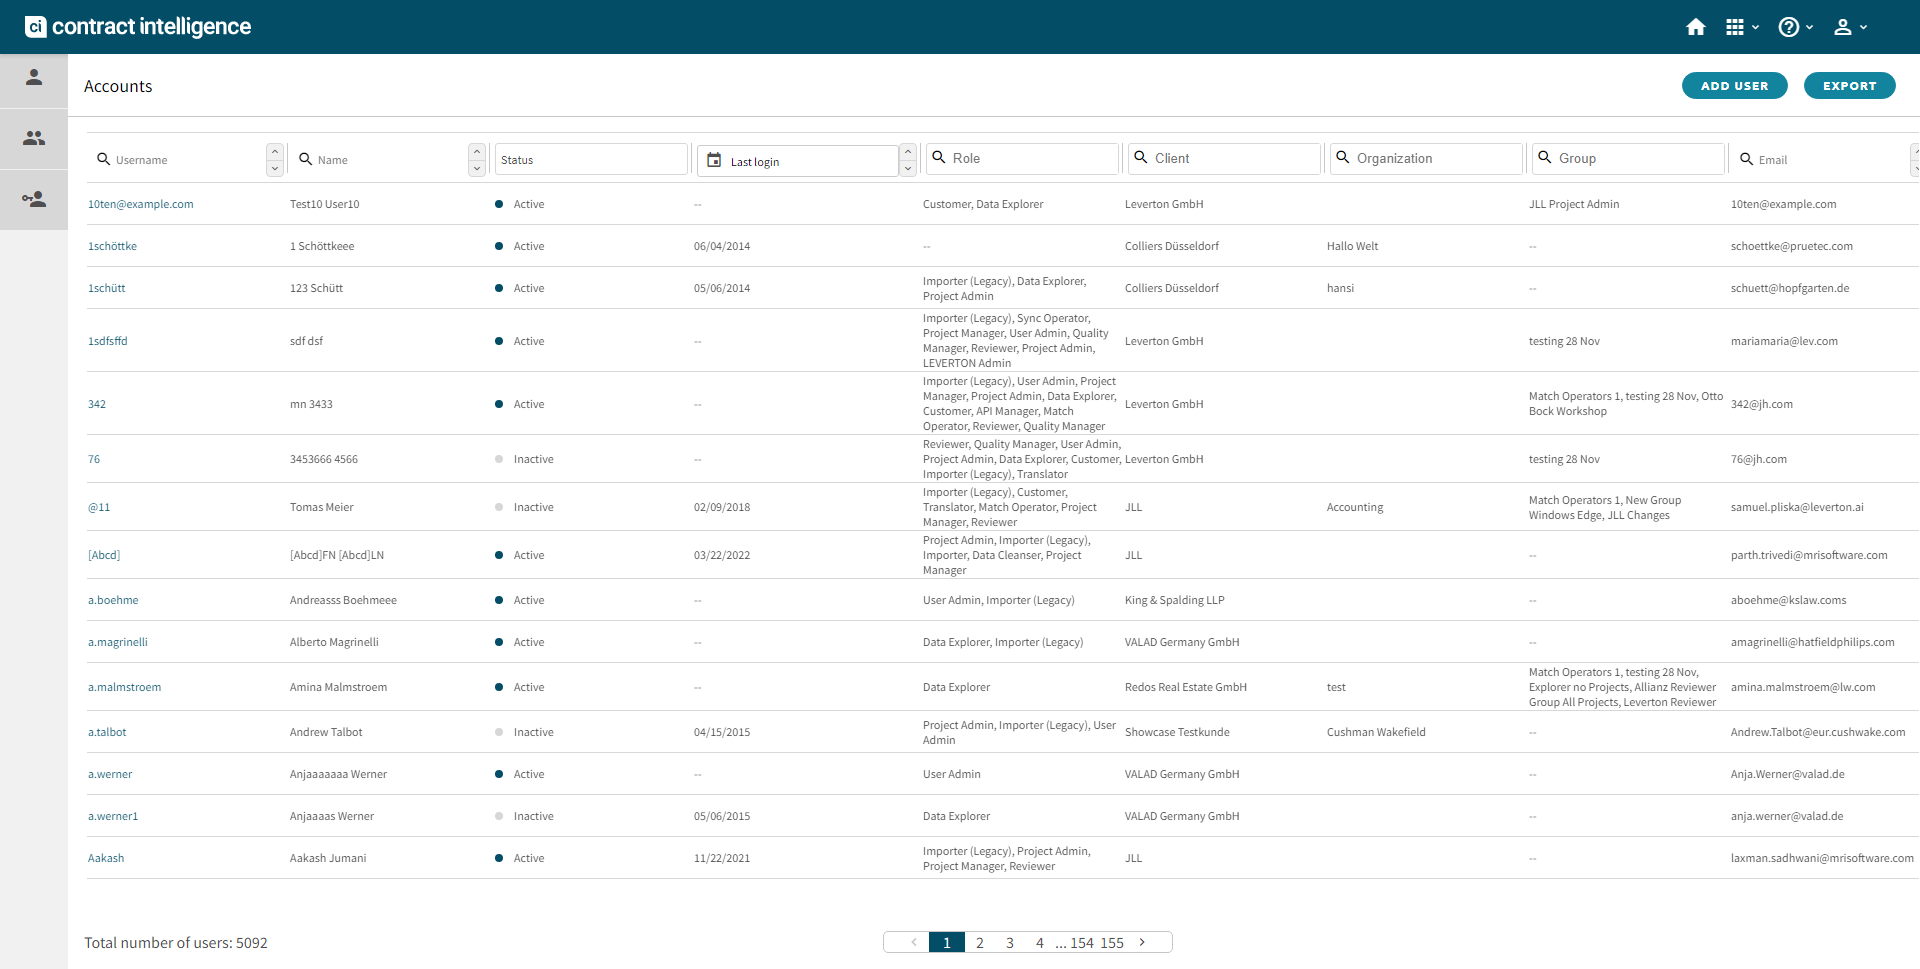 ci contract intelligence
Accounts
ADD USER
EXPORT
Username
Name
Status
Last login
Role
Client
Organization
Group
Email
10ten@example.com
Test10 User10
Active
--
Customer, Data Explorer
Leverton GmbH
JLL Project Admin
10ten@example.com
1schöttke
1 Schöttkeee
Active
06/04/2014
--
Colliers Düsseldorf
Hallo Welt
--
schoettke@pruetec.com
1schütt
123 Schütt
Active
05/06/2014
Importer (Legacy), Data Explorer,
Project Admin
Colliers Düsseldorf
hansi
--
schuett@hopfgarten.de
1sdfsffd
sdf dsf
Active
--
Importer (Legacy), Sync Operator,
Project Manager, User Admin, Quality
Manager, Reviewer, Project Admin,
LEVERTON Admin
Leverton GmbH
testing 28 Nov
mariamaria@lev.com
342
mn 3433
Active
--
Importer (Legacy), User Admin, Project
Manager, Project Admin, Data Explorer,
Customer, API Manager, Match
Operator, Reviewer, Quality Manager
Leverton GmbH
Match Operators 1, testing 28 Nov, Otto
Bock Workshop
342@jh.com
76
3453666 4566
Inactive
--
Reviewer, Quality Manager, User Admin,
Project Admin, Data Explorer, Customer,
Importer (Legacy), Translator
Leverton GmbH
testing 28 Nov
76@jh.com
@11
Tomas Meier
Inactive
02/09/2018
Importer (Legacy), Customer,
Translator, Match Operator, Project
Manager, Reviewer
JLL
Accounting
Match Operators 1, New Group
Windows Edge, JLL Changes
samuel.pliska@leverton.ai
[Abcd]
[Abcd]FN [Abcd]LN
Active
03/22/2022
Project Admin, Importer (Legacy),
Importer, Data Cleanser, Project
Manager
JLL
--
parth.trivedi@mrisoftware.com
a.boehme
Andreasss Boehmeee
Active
--
User Admin, Importer (Legacy)
King & Spalding LLP
--
aboehme@kslaw.coms
a.magrinelli
Alberto Magrinelli
Active
--
Data Explorer, Importer (Legacy)
VALAD Germany GmbH
--
amagrinelli@hatfieldphilips.com
a.malmstroem
Amina Malmstroem
Active
--
Data Explorer
Redos Real Estate GmbH
test
Match Operators 1, testing 28 Nov,
Explorer no Projects, Allianz Reviewer
Group All Projects, Leverton Reviewer
amina.malmstroem@lw.com
a.talbot
Andrew Talbot
Inactive
04/15/2015
Project Admin, Importer (Legacy), User
Admin
Showcase Testkunde
Cushman Wakefield
--
Andrew.Talbot@eur.cushwake.com
a.werner
Anjaaaaaaa Werner
Active
--
User Admin
VALAD Germany GmbH
--
Anja.Werner@valad.de
a.werner1
Anjaaaas Werner
Inactive
05/06/2015
Data Explorer
VALAD Germany GmbH
--
anja.werner@valad.de
Aakash
Aakash Jumani
Active
11/22/2021
Importer (Legacy), Project Admin,
Project Manager, Reviewer
JLL
--
laxman.sadhwani@mrisoftware.com
Total number of users: 5092
1 2 3 4 ... 154 155